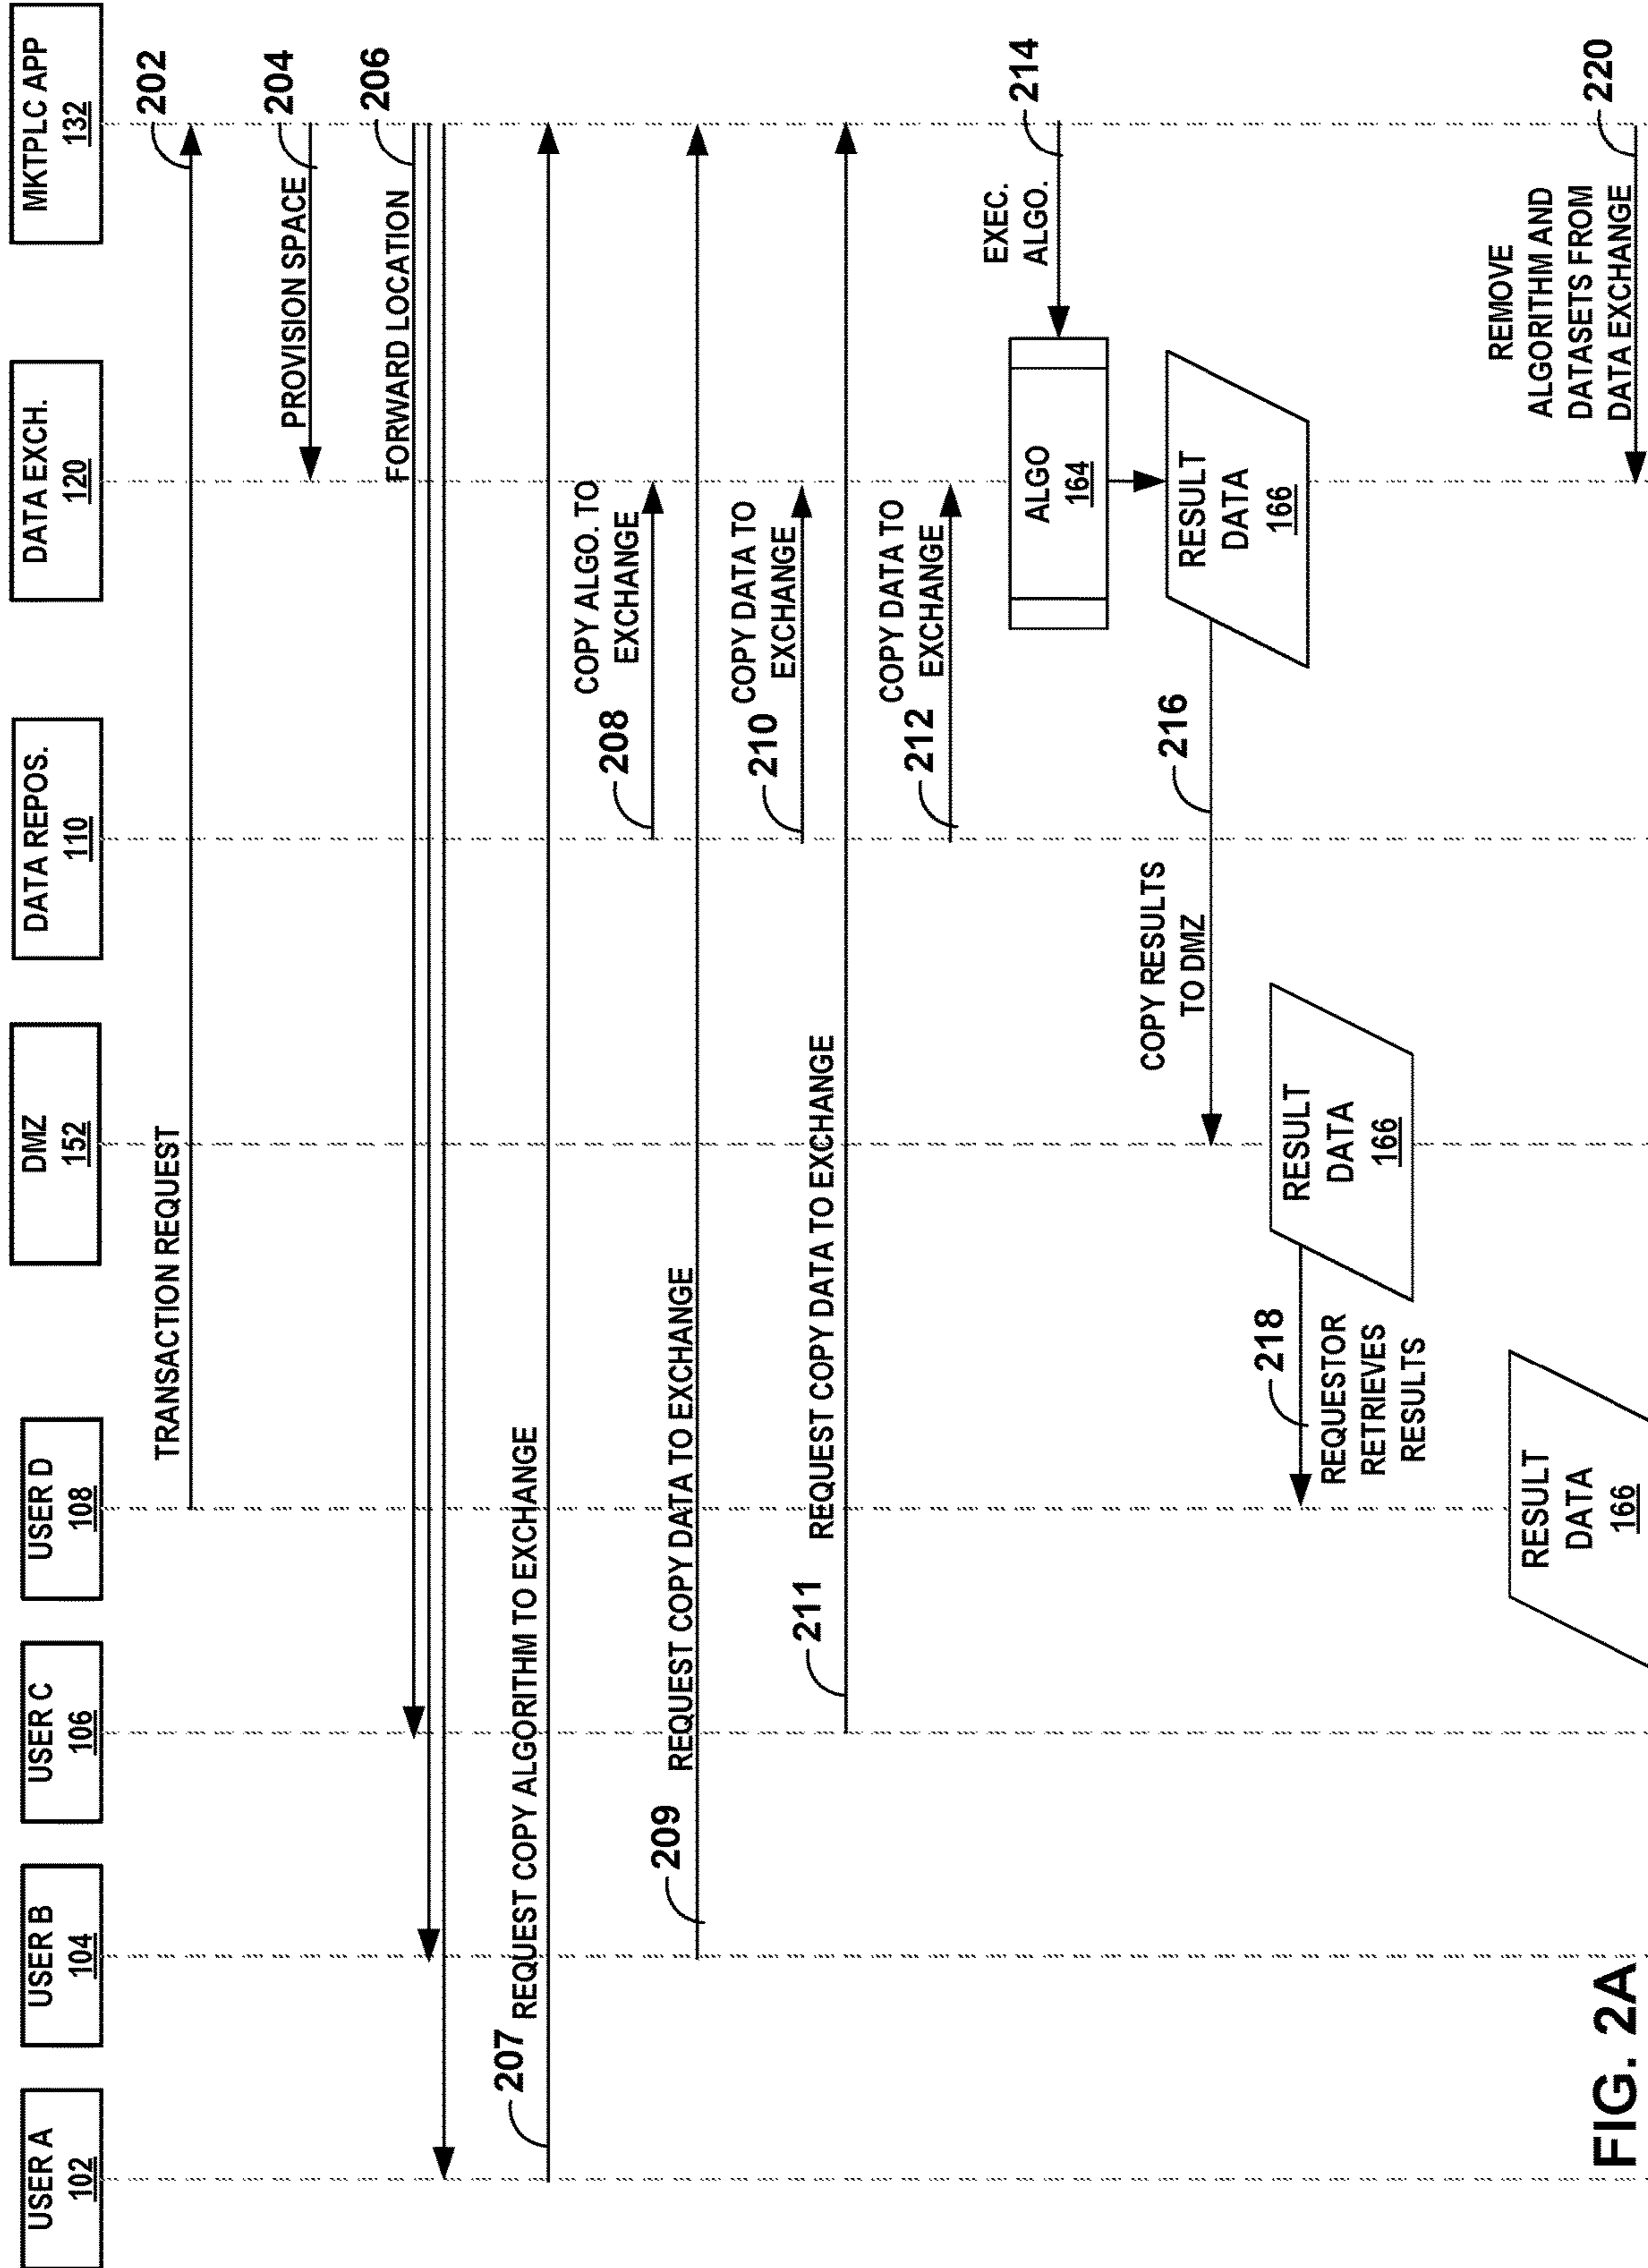 USER A
102
USER B
104
USER C
106
USER D
108
DMZ
152
DATA REPOS.
110
DATA EXCH.
120
MKTPLC APP
132
TRANSACTION REQUEST
202
PROVISION SPACE
204
FORWARD LOCATION
206
207
REQUEST COPY ALGORITHM TO EXCHANGE
208
COPY ALGO. TO
EXCHANGE
209
REQUEST COPY DATA TO EXCHANGE
210
COPY DATA TO
EXCHANGE
211
REQUEST COPY DATA TO EXCHANGE
212
COPY DATA TO
EXCHANGE
EXEC.
ALGO.
214
ALGO
164
RESULT
DATA
166
COPY RESULTS
TO DMZ
216
RESULT
DATA
166
218
REQUESTOR
RETRIEVES
RESULTS
RESULT
DATA
166
REMOVE
ALGORITHM AND
DATASETS FROM
DATA EXCHANGE
220
FIG. 2A